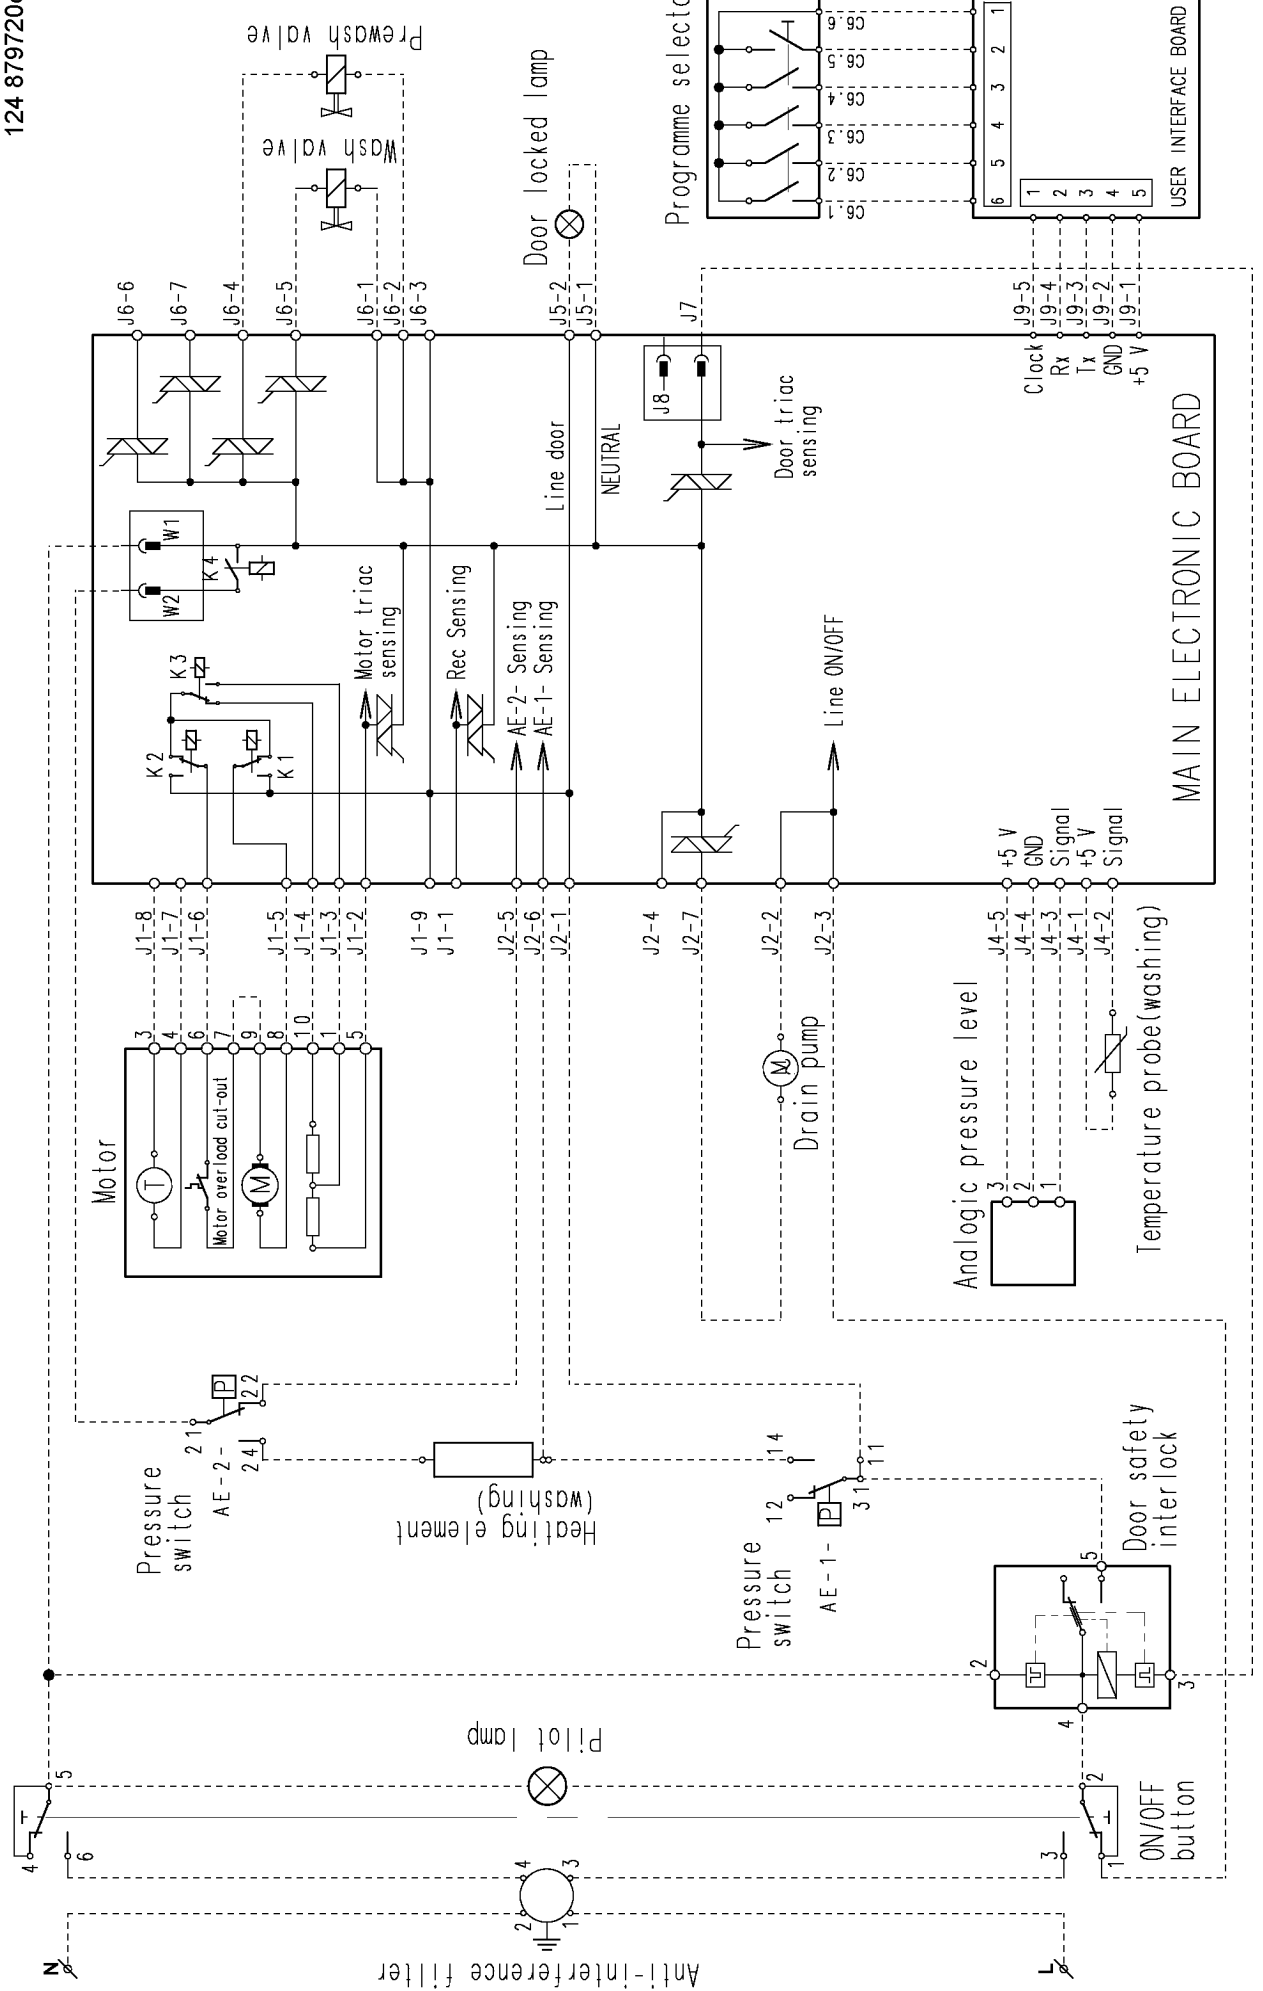 124 879720
Prewash valve
Wash valve
Door locked lamp
Programme selecto
C6.6
C6.5
C6.4
C6.3
C6.2
C6.1
1
2
3
4
5
6
1
2
3
4
5
USER INTERFACE BOARD
J6-6
J6-7
J6-4
J6-5
J6-1
J6-2
J6-3
J5-2
J5-1
J7
J9-5
J9-4
J9-3
J9-2
J9-1
Clock
Rx
Tx
GND
+5 V
J8
Door triac
sensing
Line door
NEUTRAL
W1
W2
K4
K3
K2
K1
Motor triac
sensing
Rec Sensing
AE-2- Sensing
AE-1- Sensing
Line ON/OFF
MAIN ELECTRONIC BOARD
+5 V
GND
Signal
+5 V
Signal
J1-8
J1-7
J1-6
J1-5
J1-4
J1-3
J1-2
J1-9
J1-1
J2-5
J2-6
J2-1
J2-4
J2-7
J2-2
J2-3
J4-5
J4-4
J4-3
J4-1
J4-2
Motor
3
4
6
7
9
8
10
1
5
T
Motor overload cut-out
M
M
Drain pump
Analogic pressure level
3
2
1
Temperature probe(washing)
Pressure
switch
AE-2-
21
22
24
P
Heating element
(washing)
Pressure
switch
AE-1-
12
14
11
31
P
Door safety
interlock
2
5
4
3
Pilot lamp
ON/OFF
button
5
4
6
2
3
1
4
3
2
1
Anti-interference filter
N
L